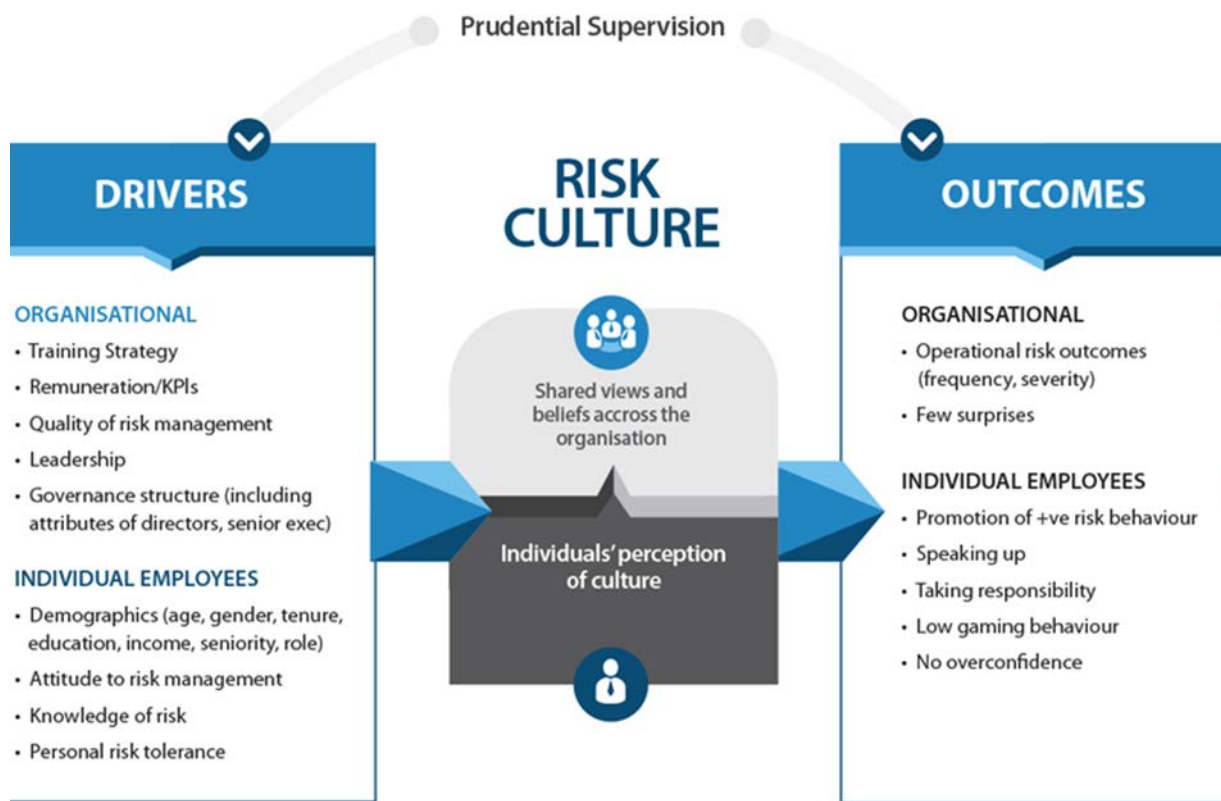 Prudential Supervision
DRIVERS
ORGANISATIONAL
• Training Strategy
• Remuneration/KPIs
• Quality of risk management
• Leadership
• Governance structure (including
attributes of directors, senior exec)
INDIVIDUAL EMPLOYEES
• Demographics (age, gender, tenure,
education, income, seniority, role)
• Attitude to risk management
• Knowledge of risk
• Personal risk tolerance
RISK
CULTURE
Shared views and
beliefs accross the
organisation
Individuals' perception
of culture
OUTCOMES
ORGANISATIONAL
• Operational risk outcomes
(frequency, severity)
• Few surprises
INDIVIDUAL EMPLOYEES
• Promotion of +ve risk behaviour
• Speaking up
• Taking responsibility
• Low gaming behaviour
• No overconfidence